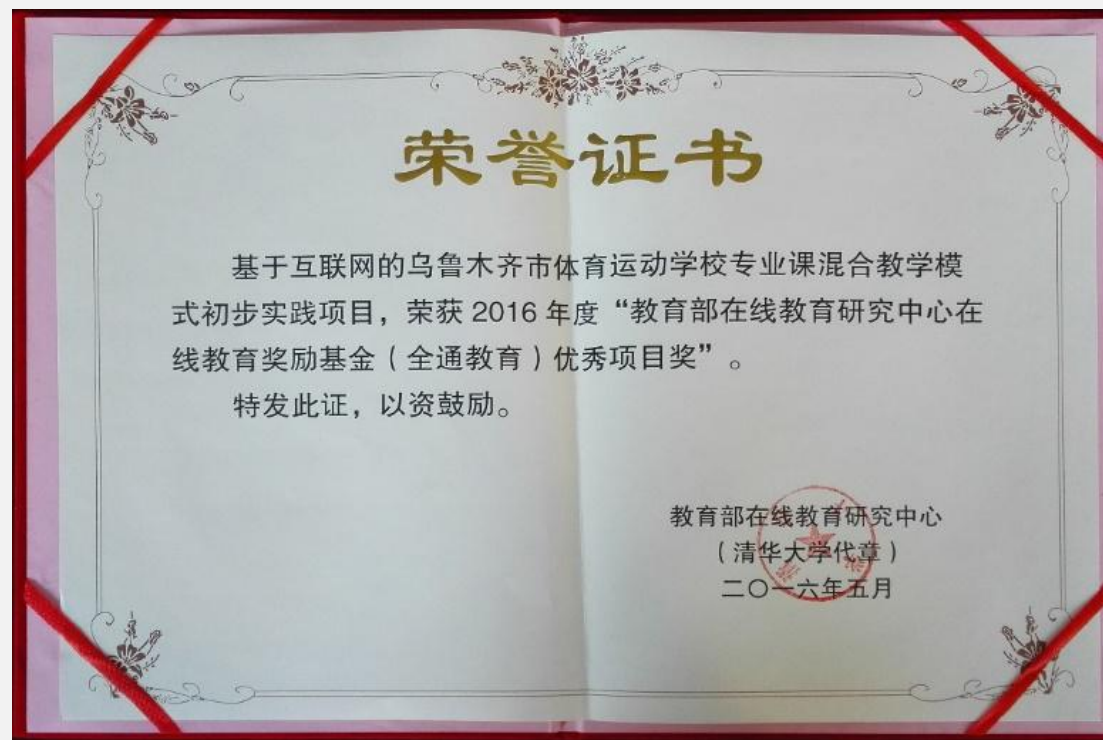 荣誉证书
基于互联网的乌鲁木齐市体育运动学校专业课混合教学模
式初步实践项目，荣获 2016 年度“教育部在线教育研究中心在
线教育奖励基金（全通教育）优秀项目奖”。
特发此证，以资鼓励。
教育部在线教育研究中心
（清华大学代章）
二〇一六年五月